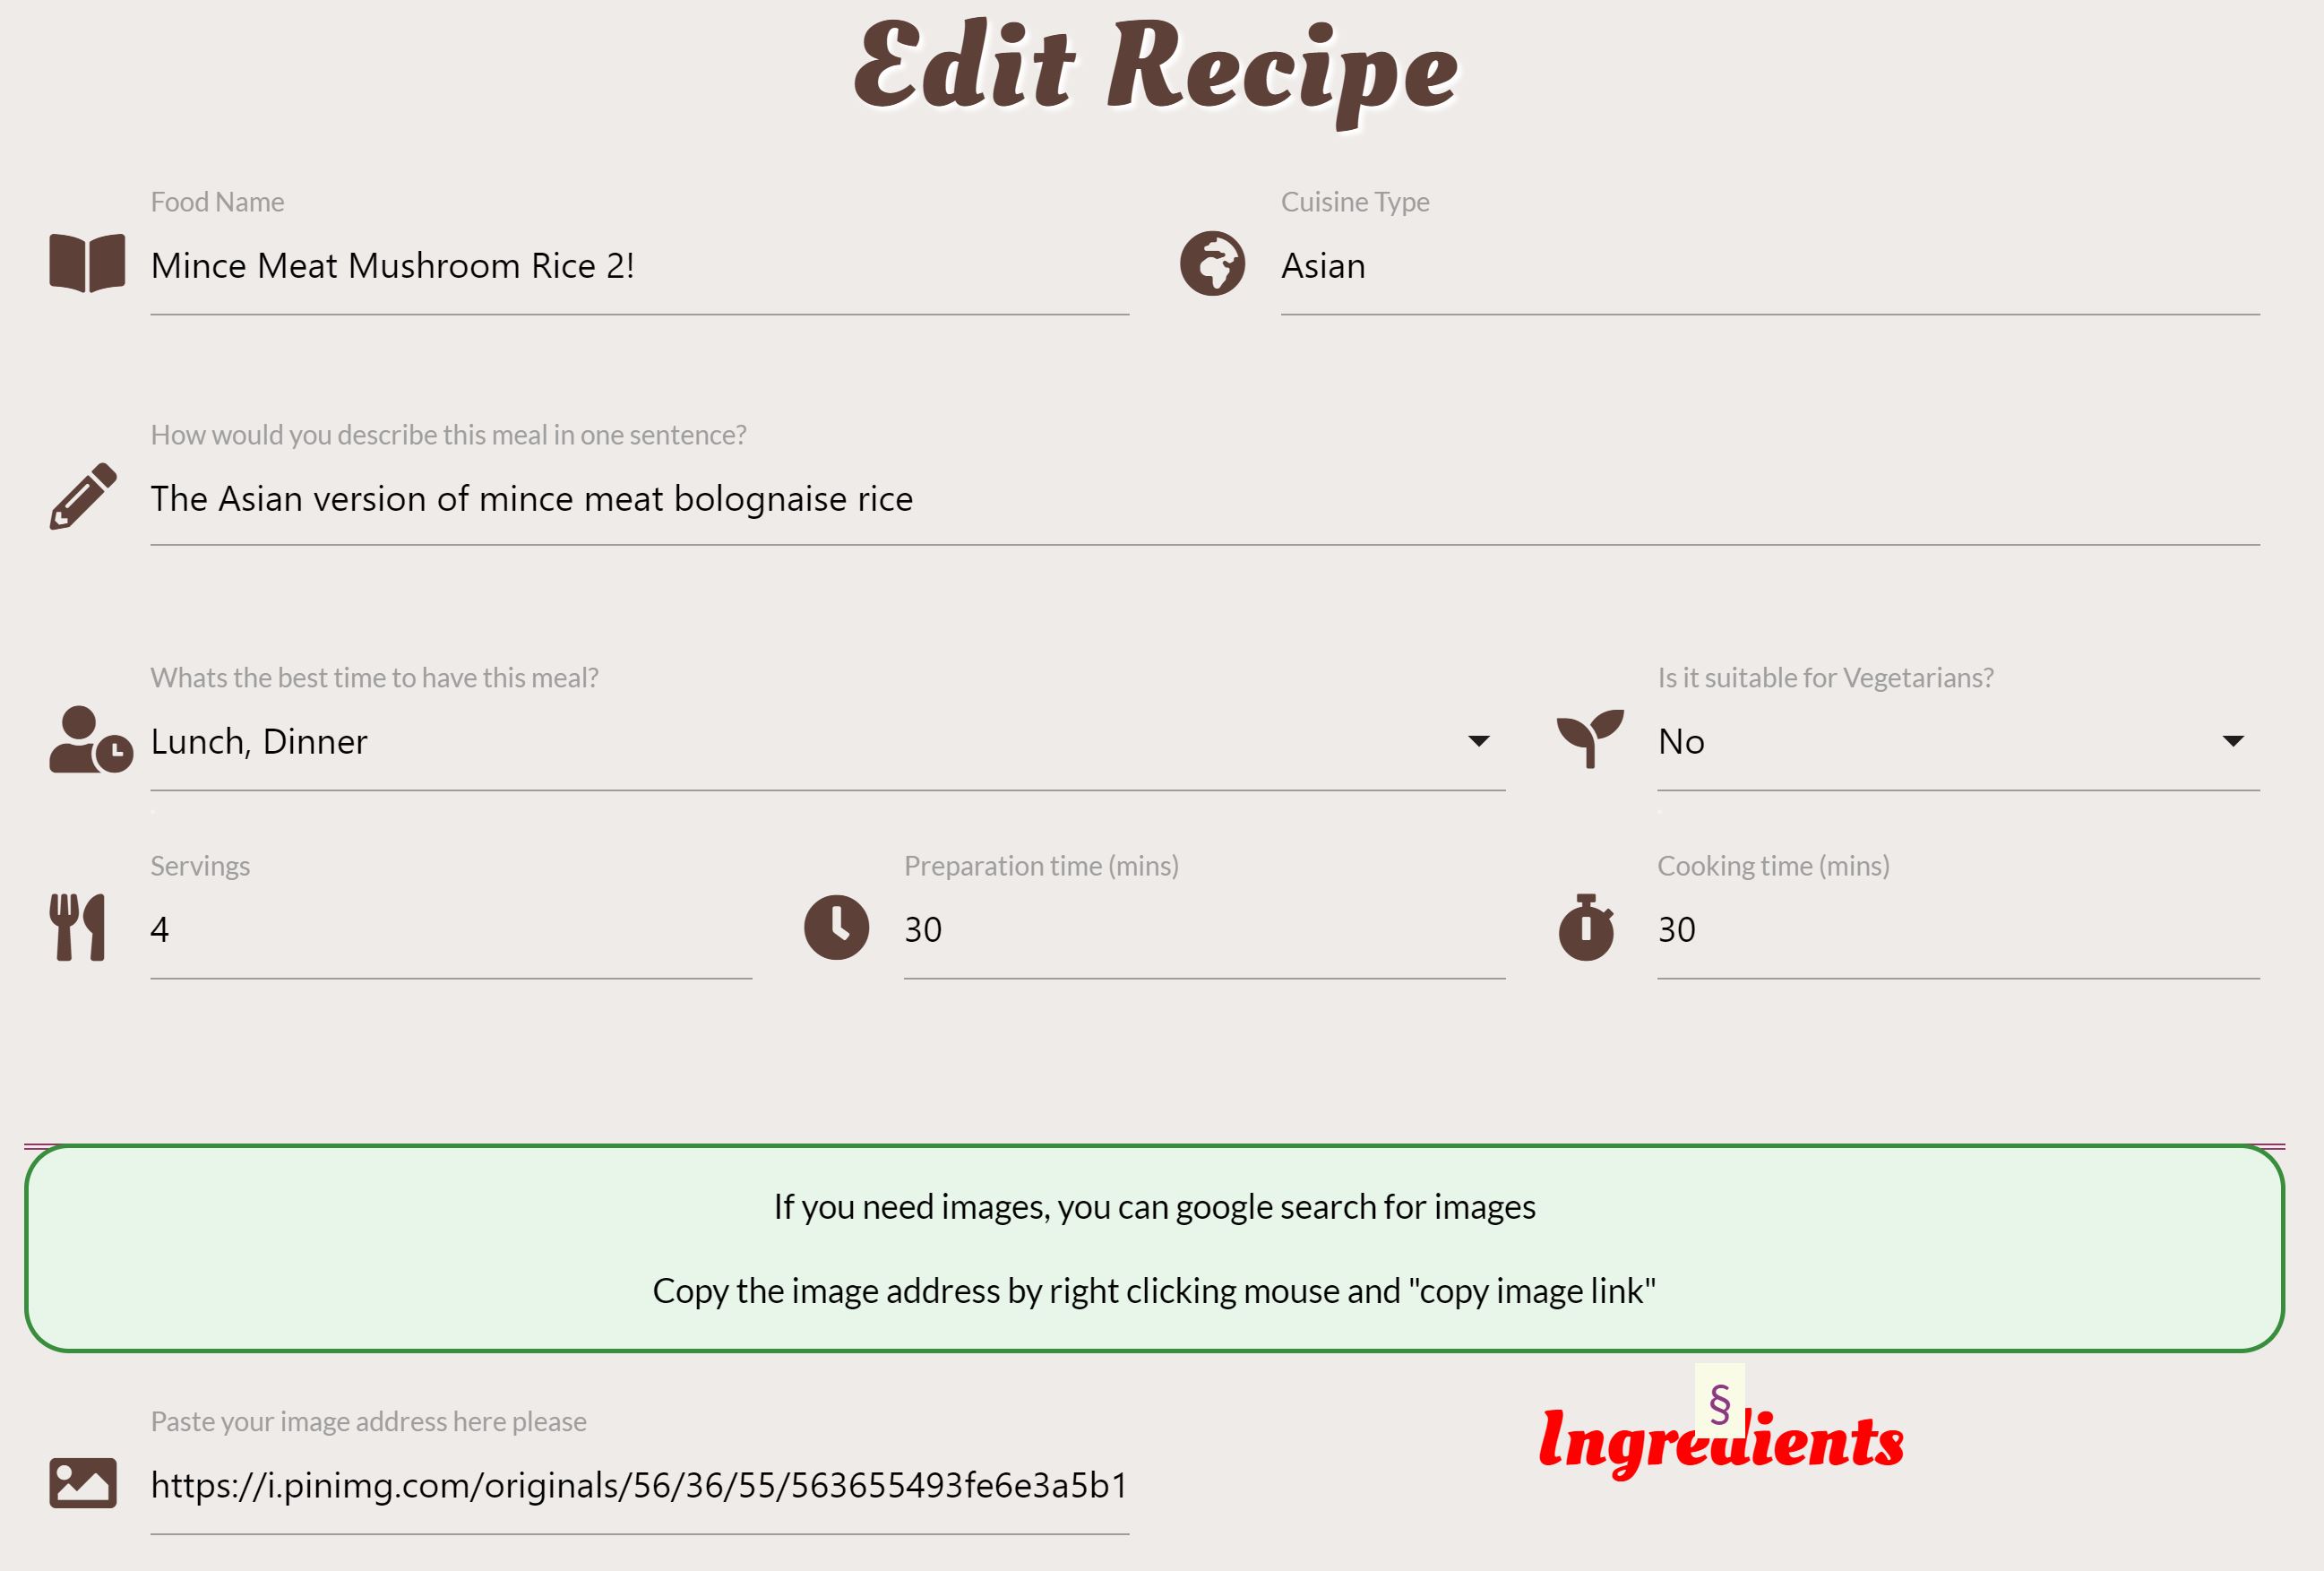 Edit Recipe
Food Name
Cuisine Type
Mince Meat Mushroom Rice 2!
Asian
How would you describe this meal in one sentence?
The Asian version of mince meat bolognaise rice
Whats the best time to have this meal?
Is it suitable for Vegetarians?
Lunch, Dinner
No
Servings
Preparation time (mins)
Cooking time (mins)
4
30
30
If you need images, you can google search for images
Copy the image address by right clicking mouse and "copy image link"
§
Paste your image address here please
Ingredients
https://i.pinimg.com/originals/56/36/55/563655493fe6e3a5b1